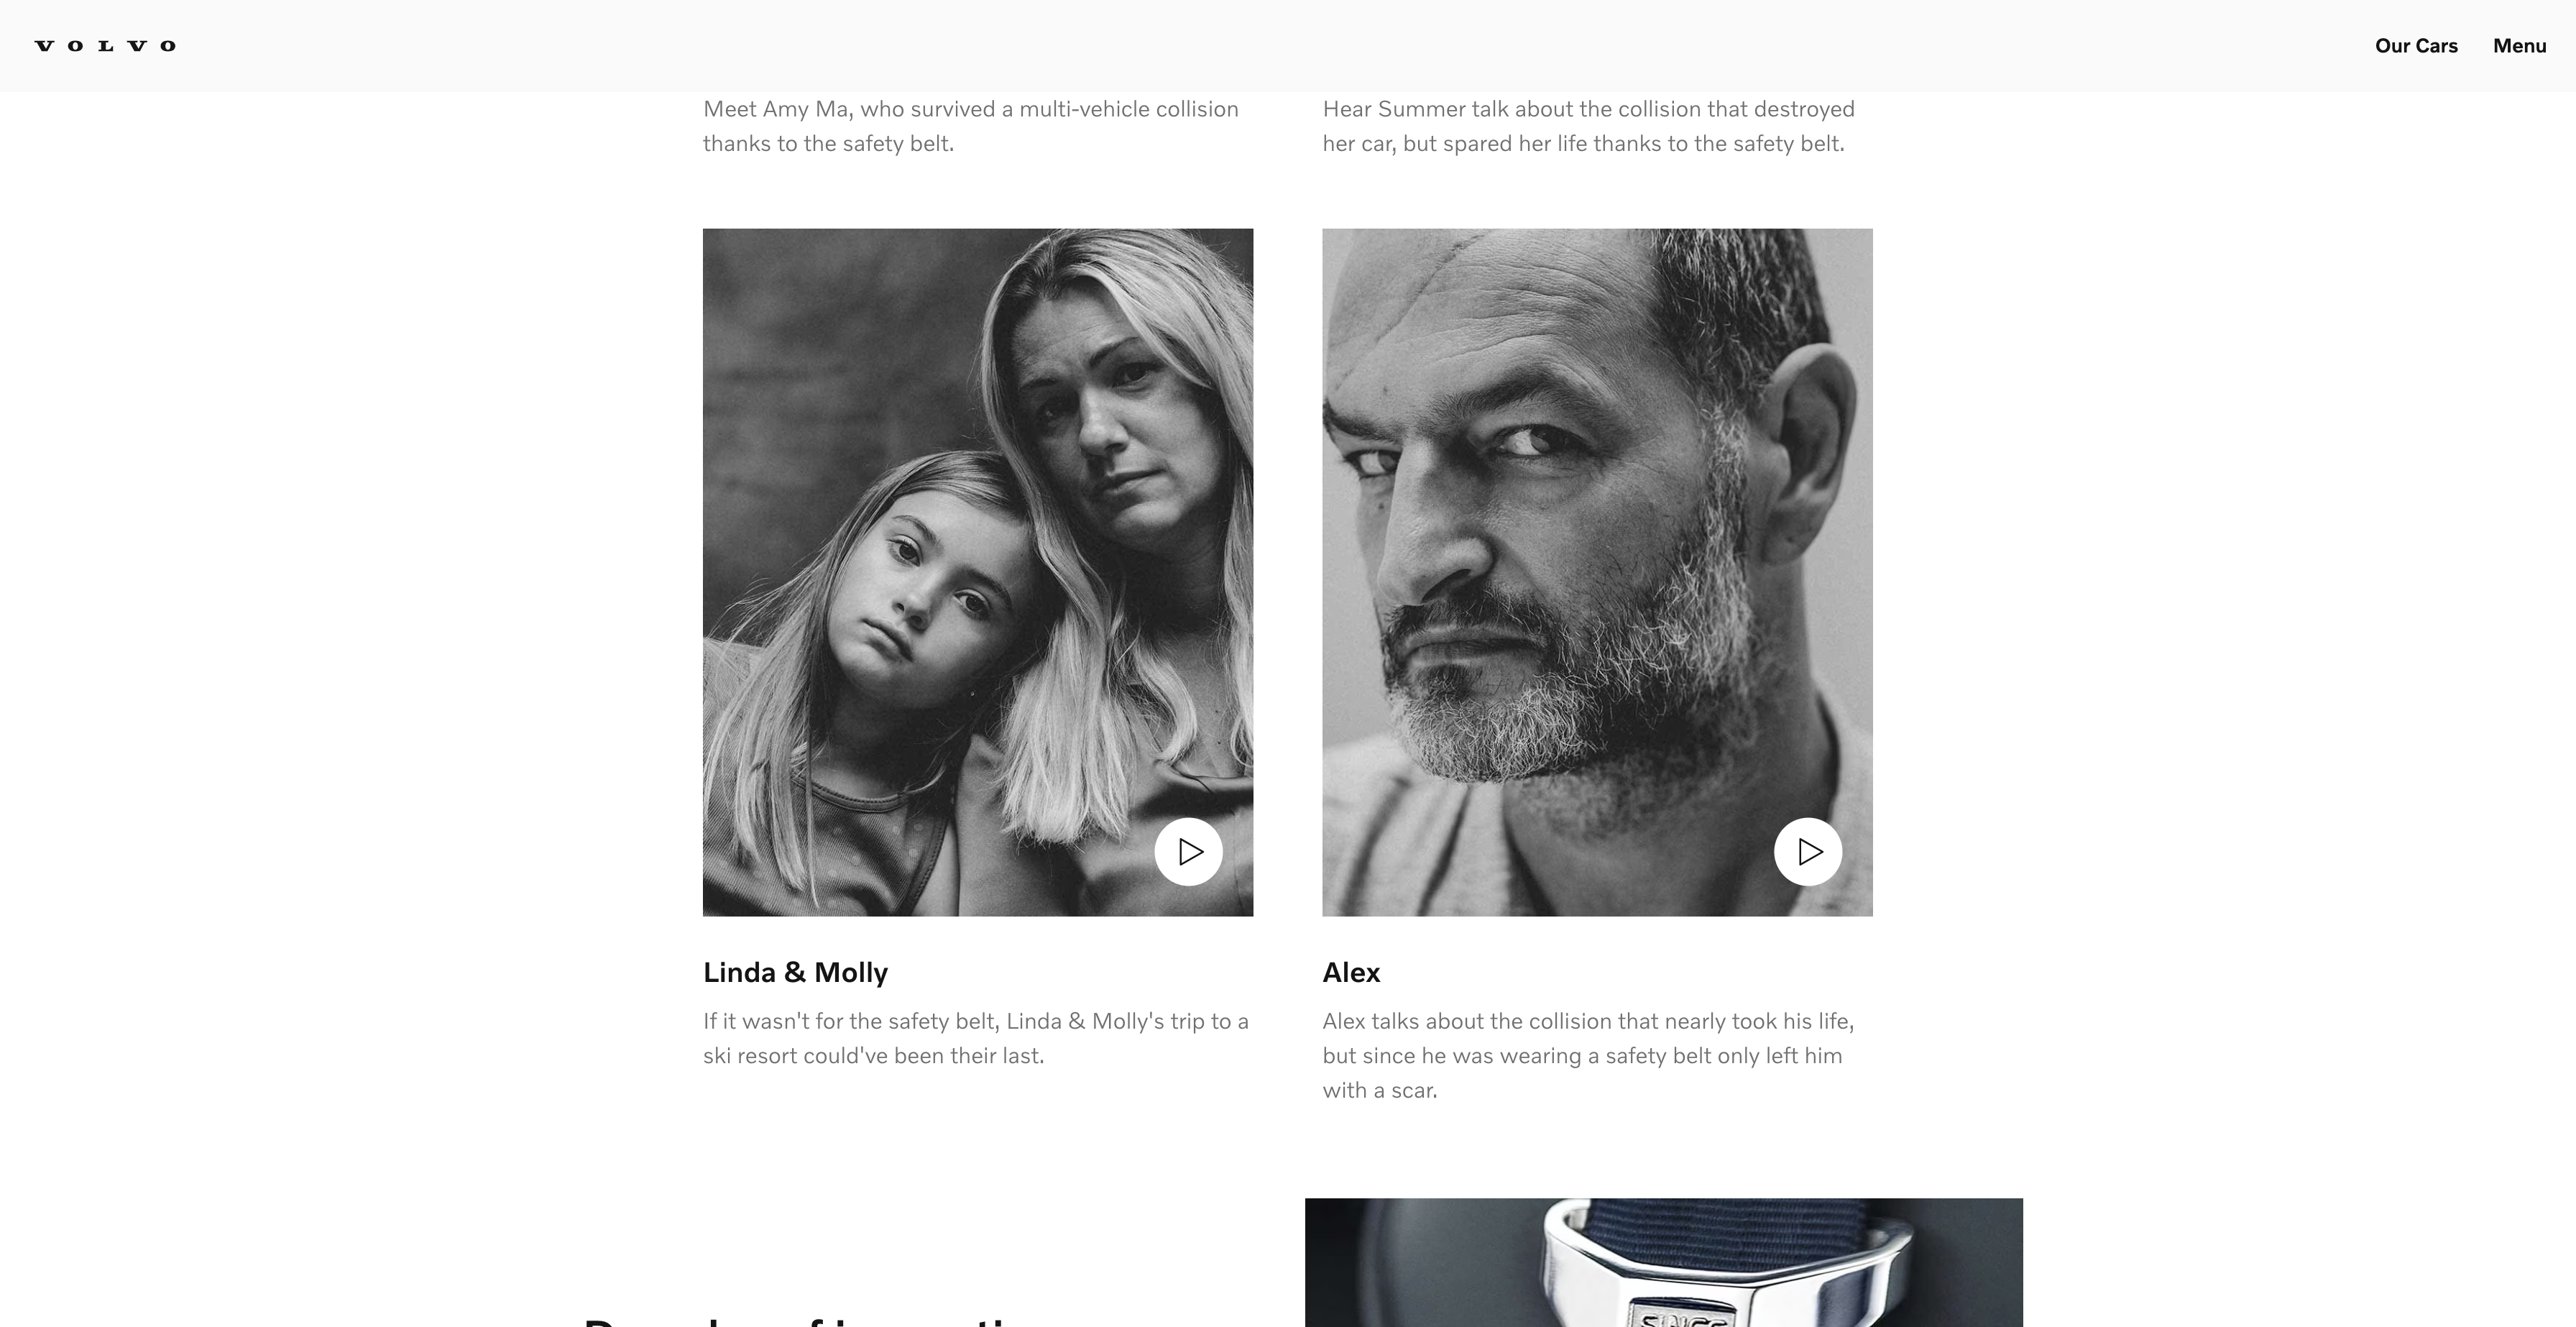 VOLVO
Our Cars
Menu
Meet Amy Ma, who survived a multi-vehicle collision
thanks to the safety belt.
Hear Summer talk about the collision that destroyed
her car, but spared her life thanks to the safety belt.
Linda & Molly
If it wasn't for the safety belt, Linda & Molly's trip to a
ski resort could've been their last.
Alex
Alex talks about the collision that nearly took his life,
but since he was wearing a safety belt only left him
with a scar.
SINCE